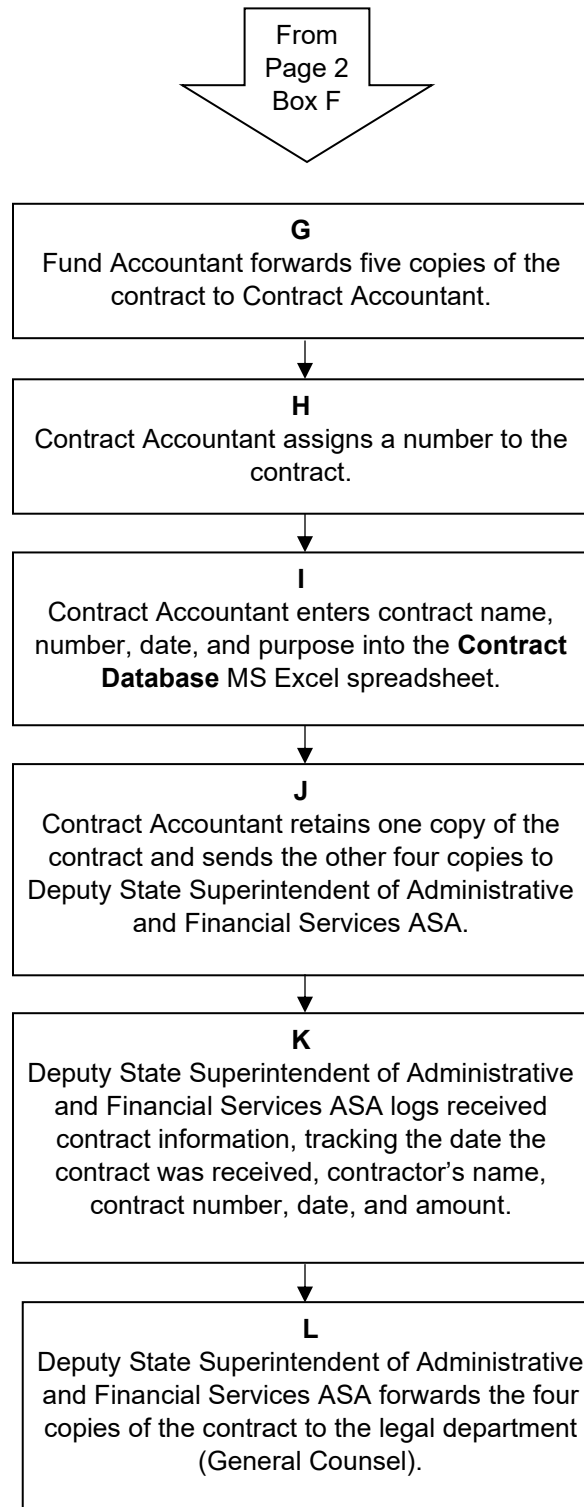 From
Page 2
Box F
G
Fund Accountant forwards five copies of the
contract to Contract Accountant.
H
Contract Accountant assigns a number to the
contract.
I
Contract Accountant enters contract name,
number, date, and purpose into the Contract
Database MS Excel spreadsheet.
J
Contract Accountant retains one copy of the
contract and sends the other four copies to
Deputy State Superintendent of Administrative
and Financial Services ASA.
K
Deputy State Superintendent of Administrative
and Financial Services ASA logs received
contract information, tracking the date the
contract was received, contractor’s name,
contract number, date, and amount.
L
Deputy State Superintendent of Administrative
and Financial Services ASA forwards the four
copies of the contract to the legal department
(General Counsel).